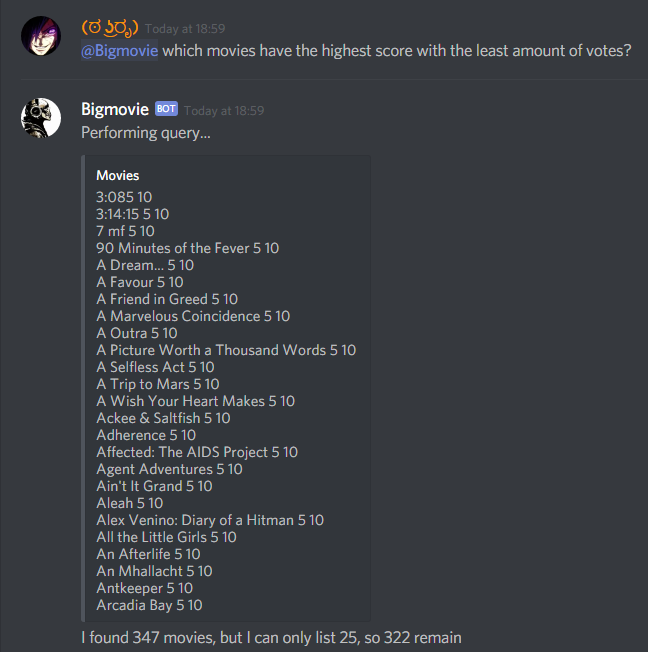 (ಠ ʖ̯ ಠೃ) Today at 18:59
@Bigmovie which movies have the highest score with the least amount of votes?
Bigmovie BOT Today at 18:59
Performing query...
Movies
3:085 10
3:14:15 5 10
7 mf 5 10
90 Minutes of the Fever 5 10
A Dream... 5 10
A Favour 5 10
A Friend in Greed 5 10
A Marvelous Coincidence 5 10
A Outra 5 10
A Picture Worth a Thousand Words 5 10
A Selfless Act 5 10
A Trip to Mars 5 10
A Wish Your Heart Makes 5 10
Ackee & Saltfish 5 10
Adherence 5 10
Affected: The AIDS Project 5 10
Agent Adventures 5 10
Ain't It Grand 5 10
Aleah 5 10
Alex Venino: Diary of a Hitman 5 10
All the Little Girls 5 10
An Afterlife 5 10
An Mhallacht 5 10
Antkeeper 5 10
Arcadia Bay 5 10
I found 347 movies, but I can only list 25, so 322 remain